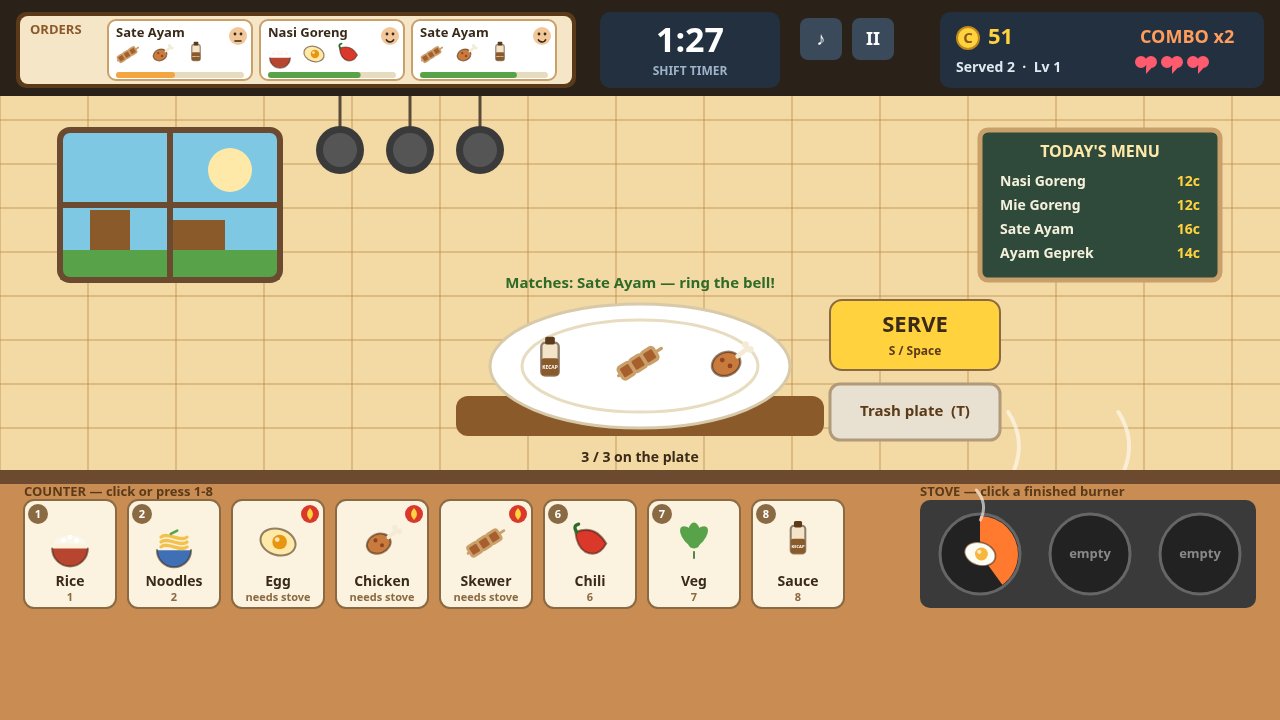 ORDERS
Sate Ayam
Nasi Goreng
Sate Ayam
1:27
SHIFT TIMER
♪
II
C 51
COMBO x2
Served 2 · Lv 1
TODAY'S MENU
Nasi Goreng 12c
Mie Goreng 12c
Sate Ayam 16c
Ayam Geprek 14c
Matches: Sate Ayam — ring the bell!
KECAP
SERVE
S / Space
Trash plate (T)
3 / 3 on the plate
COUNTER — click or press 1-8
STOVE — click a finished burner
1
Rice
1
2
Noodles
2
Egg
needs stove
Chicken
needs stove
Skewer
needs stove
6
Chili
6
7
Veg
7
8
KECAP
Sauce
8
empty
empty